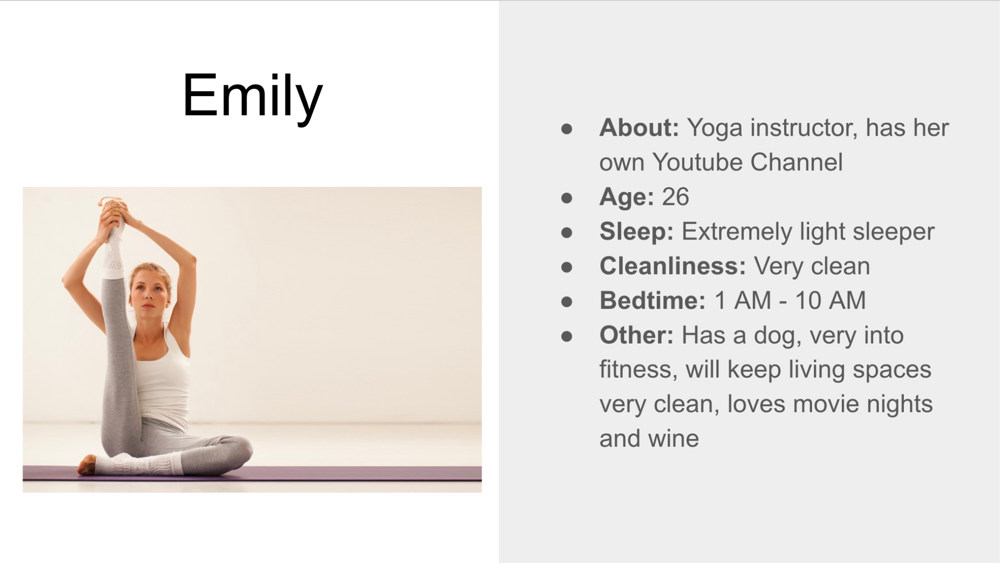 Emily
● About: Yoga instructor, has her
own Youtube Channel
● Age: 26
● Sleep: Extremely light sleeper
● Cleanliness: Very clean
● Bedtime: 1 AM - 10 AM
● Other: Has a dog, very into
fitness, will keep living spaces
very clean, loves movie nights
and wine